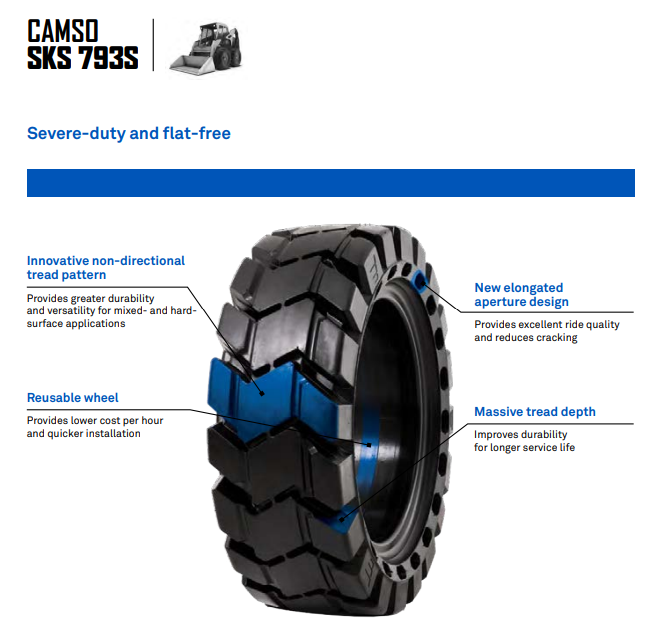 CAMSO
SKS 793S
Severe-duty and flat-free
Innovative non-directional
tread pattern
Provides greater durability
and versatility for mixed- and hard-
surface applications
New elongated
aperture design
Provides excellent ride quality
and reduces cracking
Reusable wheel
Provides lower cost per hour
and quicker installation
Massive tread depth
Improves durability
for longer service life